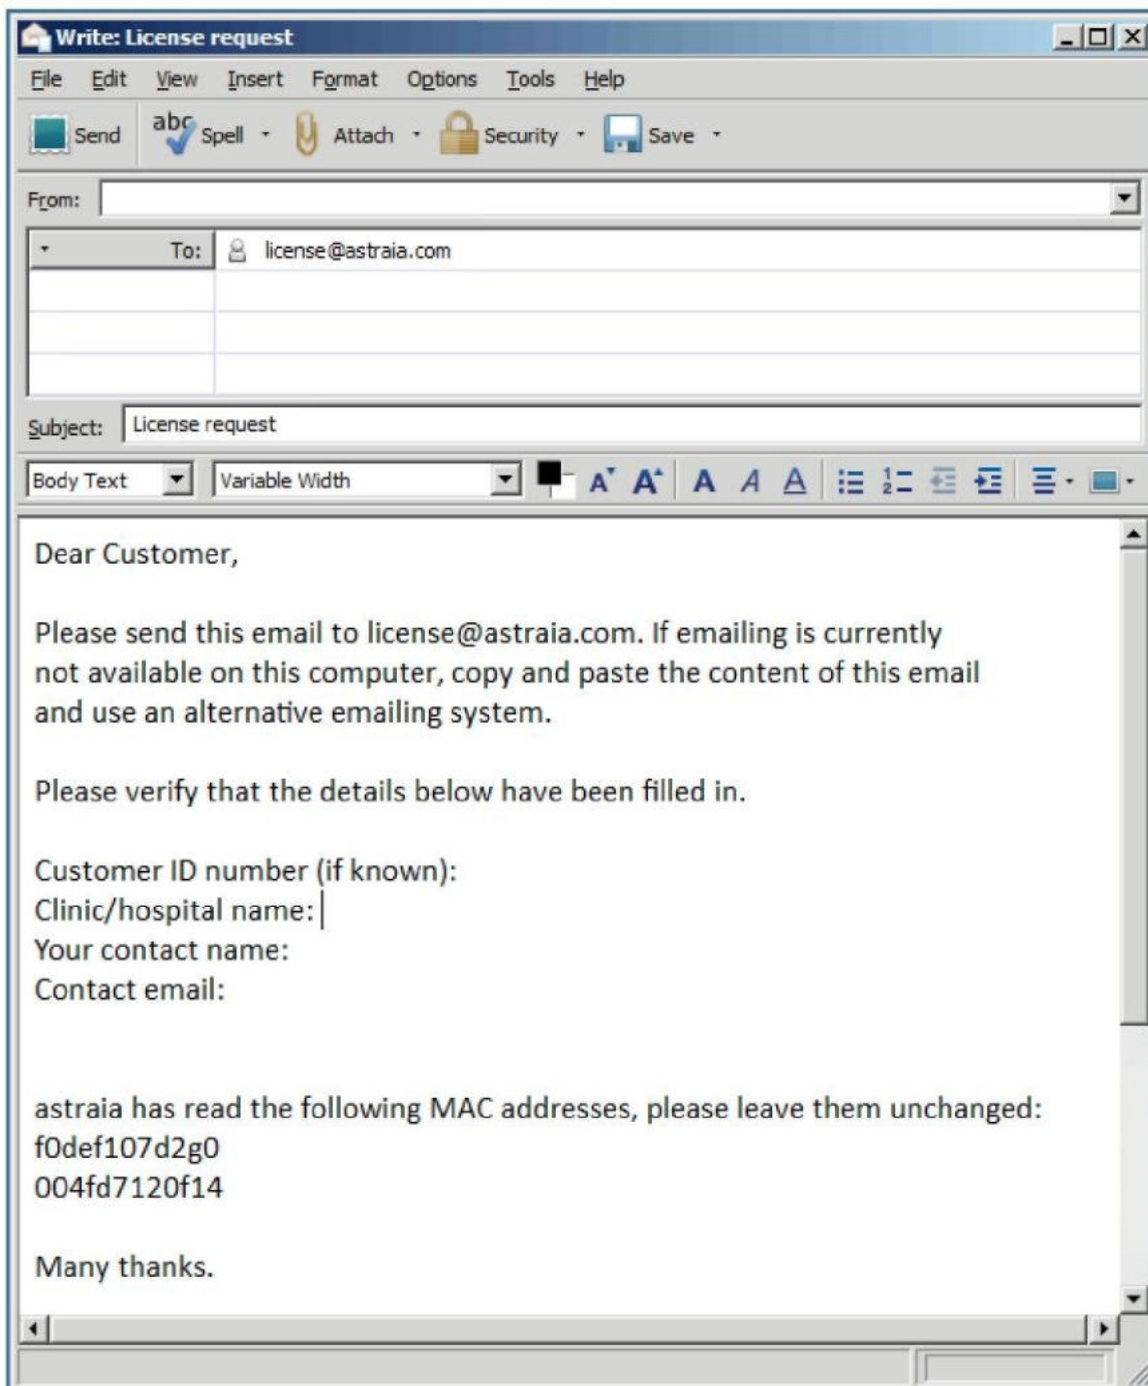 Write: License request
File Edit View Insert Format Options Tools Help
Send abc Spell Attach Security Save
From:
To: license@astraia.com
Subject: License request
Body Text Variable Width A A A A A 1 2
Dear Customer,
Please send this email to license@astraia.com. If emailing is currently
not available on this computer, copy and paste the content of this email
and use an alternative emailing system.
Please verify that the details below have been filled in.
Customer ID number (if known):
Clinic/hospital name:
Your contact name:
Contact email:
astraia has read the following MAC addresses, please leave them unchanged:
f0def107d2g0
004fd7120f14
Many thanks.